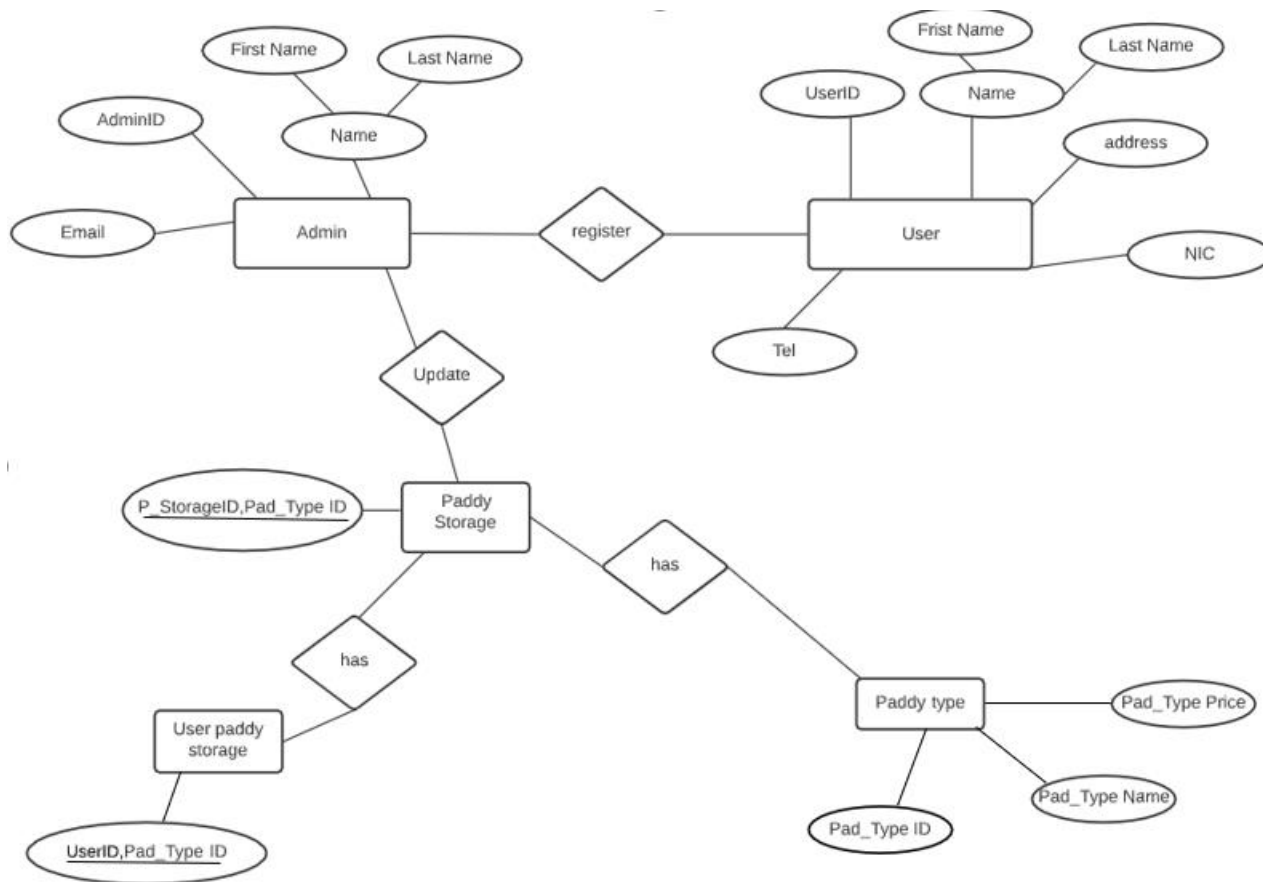 First Name
Last Name
AdminID
Name
Email
Admin
register
Frist Name
Last Name
UserID
Name
address
User
NIC
Tel
Update
P_StorageID,Pad_Type ID
Paddy
Storage
has
has
User paddy
storage
UserID,Pad_Type ID
Paddy type
Pad_Type Price
Pad_Type Name
Pad_Type ID